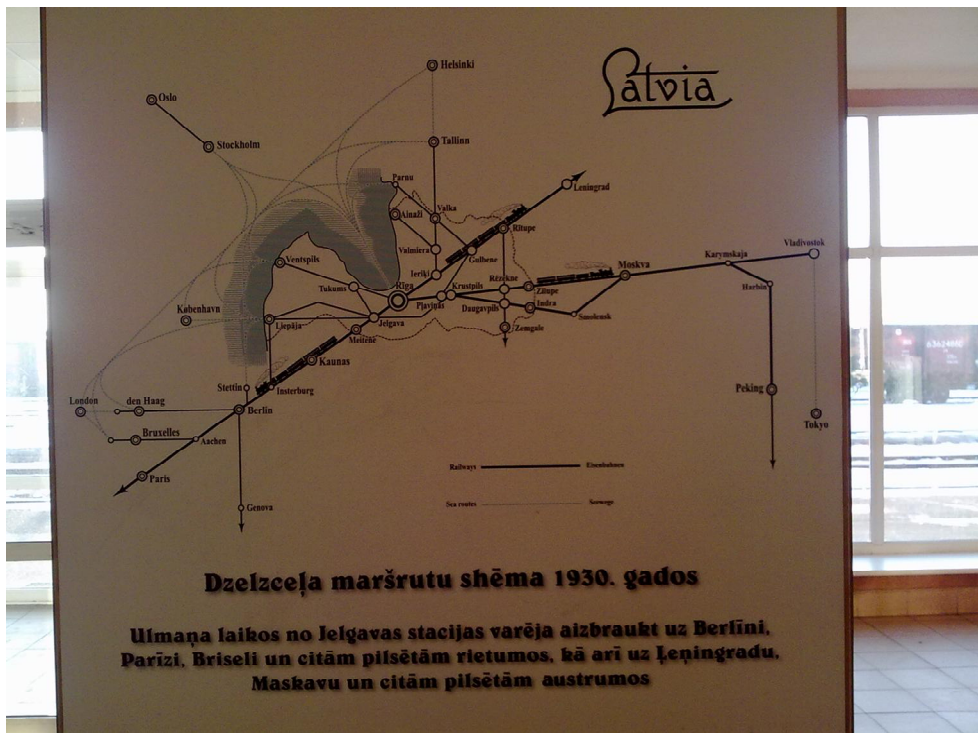 Latvia
Helsinki
Oslo
Stockholm
Tallinn
Parnu
Leningrad
Ainaži
Valka
Rītupe
Valmiera
Gulbene
Vladivostok
Karymskaja
Ventspils
Ieriķi
Moskva
Rīga
Krustpils
Rēzekne
Zilupe
Harbin
Tukums
Pļaviņas
Daugavpils
Indra
København
Liepāja
Jelgava
Smolensk
Meitene
Zemgale
Kaunas
Stettin
Insterburg
Peking
London
den Haag
Berlin
Tokyo
Bruxelles
Aachen
Paris
Railways
Eisenbahnen
Genova
Sea routes
Seewege
Dzelzceļa maršrutu shēma 1930. gados
Ulmaņa laikos no Jelgavas stacijas varēja aizbraukt uz Berlīni,
Parīzi, Briseli un citām pilsētām rietumos, kā arī uz Ļeņingradu,
Maskavu un citām pilsētām austrumos